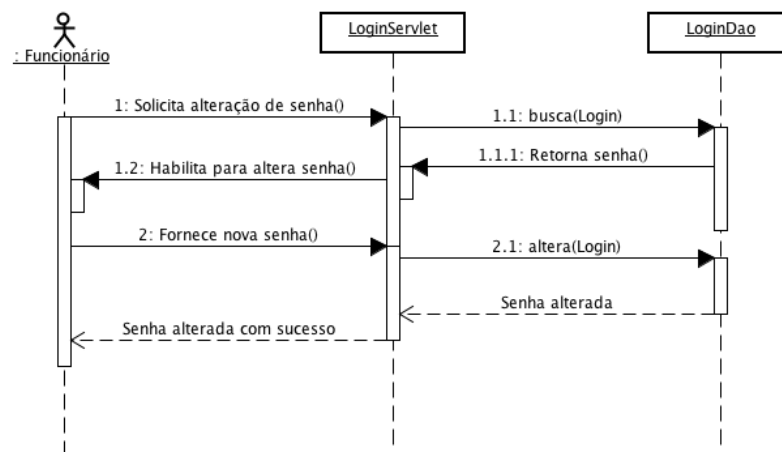 : Funcionário
LoginServlet
LoginDao
1: Solicita alteração de senha()
1.1: busca(Login)
1.1.1: Retorna senha()
1.2: Habilita para altera senha()
2: Fornece nova senha()
2.1: altera(Login)
Senha alterada
Senha alterada com sucesso